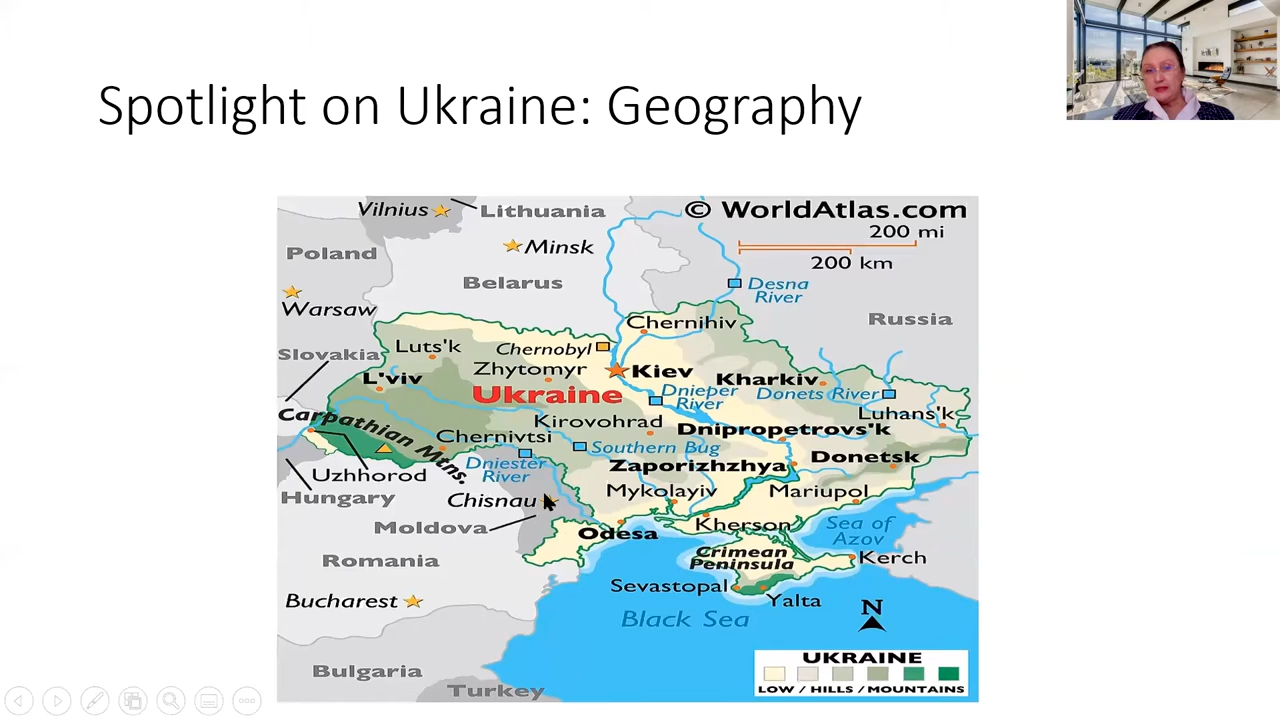 Spotlight on Ukraine: Geography
Vilnius
Lithuania
© WorldAtlas.com
200 mi
200 km
Poland
Minsk
Belarus
Desna
River
Warsaw
Russia
Chernihiv
Slovakia
Luts'k
Chernobyl
Zhytomyr
Kiev
L'viv
Kharkiv
Ukraine
Dnieper
River
Donets River
Carpathian Mtns.
Kirovohrad
Luhans'k
Chernivtsi
Dnipropetrovs'k
Southern Bug
Donetsk
Dniester
River
Zaporizhzhya
Uzhhorod
Hungary
Chisnau
Mykolayiv
Mariupol
Moldova
Kherson
Odesa
Sea of
Azov
Romania
Crimean
Peninsula
Kerch
Sevastopal
Bucharest
Yalta
Black Sea
N
UKRAINE
LOW / HILLS / MOUNTAINS
Bulgaria
Turkey